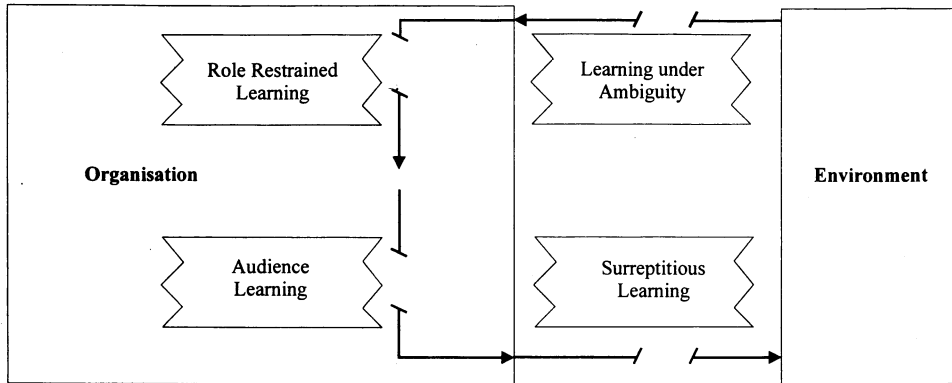 Role Restrained
Learning
Learning under
Ambiguity
Organisation
Environment
Audience
Learning
Surreptitious
Learning